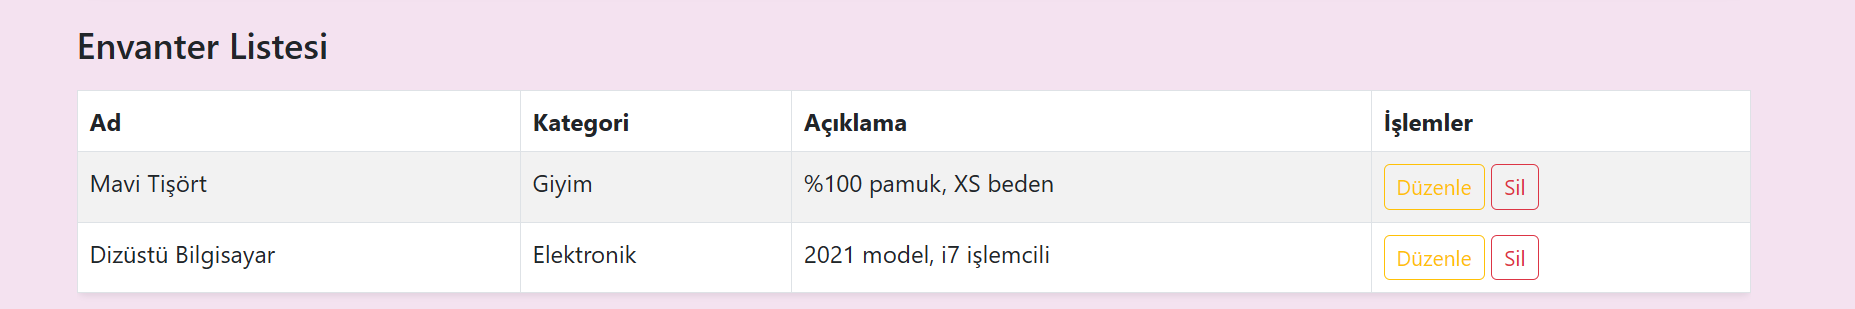 Envanter Listesi
Ad Kategori Açıklama İşlemler
Mavi Tişört Giyim %100 pamuk, XS beden Düzenle Sil
Dizüstü Bilgisayar Elektronik 2021 model, i7 işlemcili Düzenle Sil